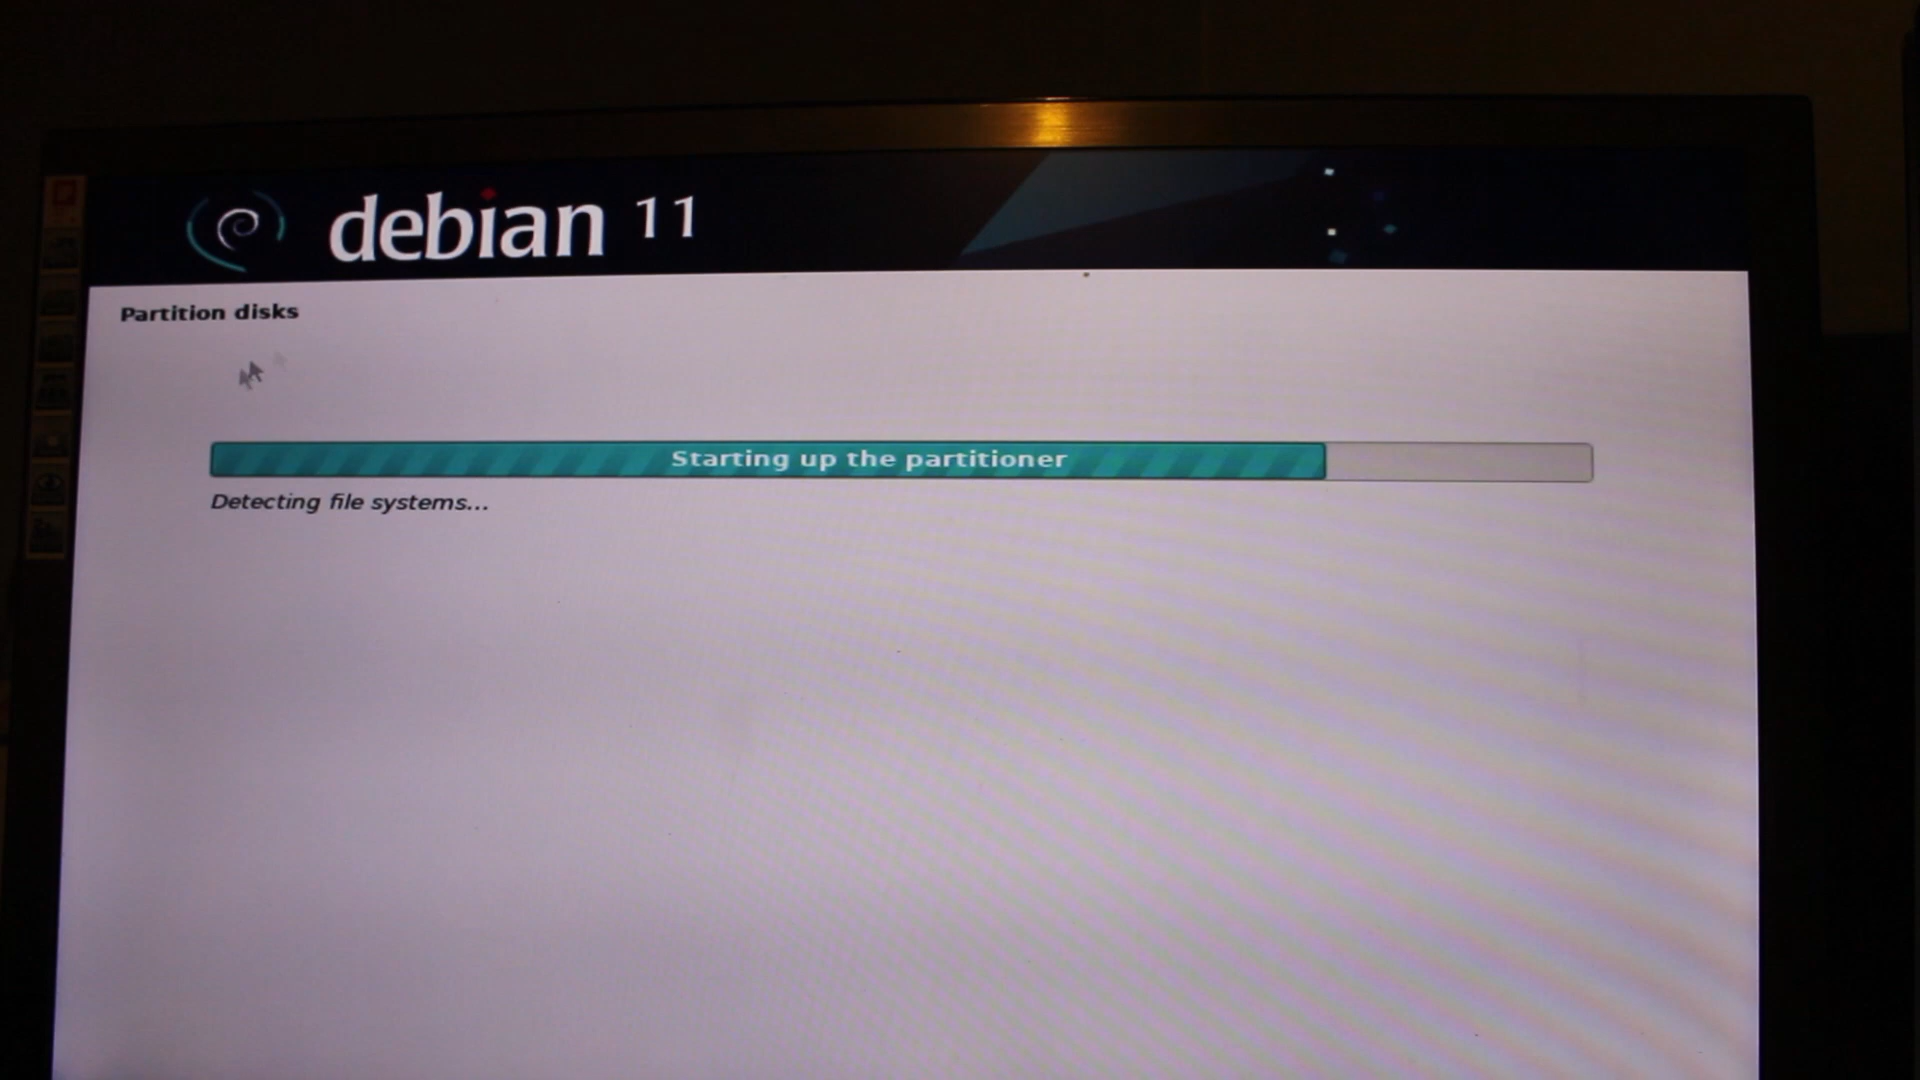 debian 11
Partition disks
Starting up the partitioner
Detecting file systems...